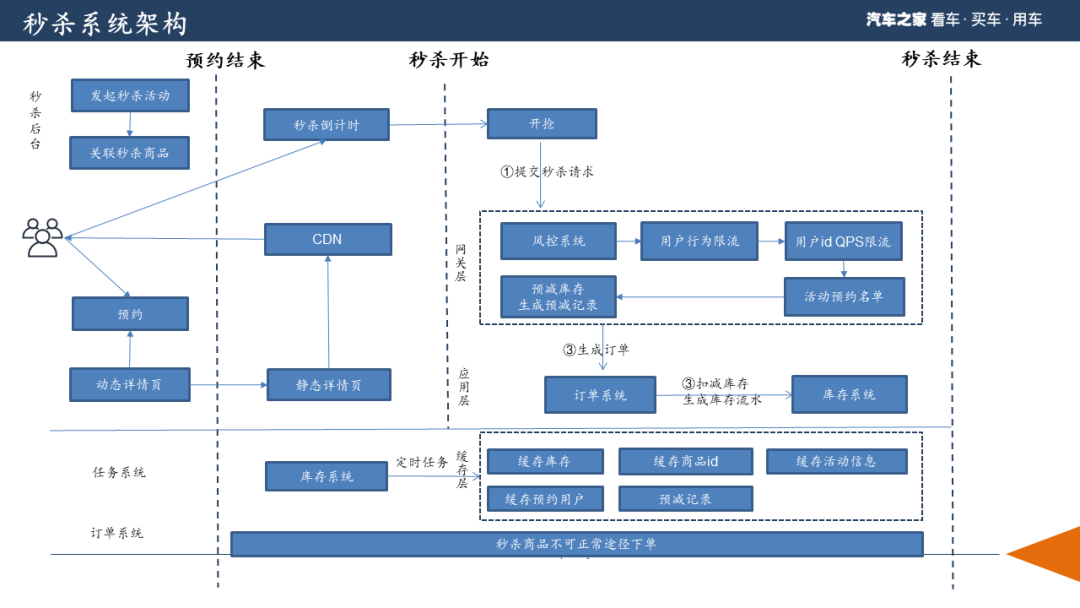 秒杀系统架构
汽车之家 看车·买车·用车
预约结束
秒杀开始
秒杀结束
秒杀后台
发起秒杀活动
关联秒杀商品
秒杀倒计时
开抢
①提交秒杀请求
CDN
网关层
风控系统
用户行为限流
用户id QPS限流
预减库存
生成预减记录
活动预约名单
预约
③生成订单
动态详情页
静态详情页
应用层
订单系统
③扣减库存
生成库存流水
库存系统
任务系统
库存系统
定时任务
缓存层
缓存库存
缓存商品id
缓存活动信息
缓存预约用户
预减记录
订单系统
秒杀商品不可正常途径下单